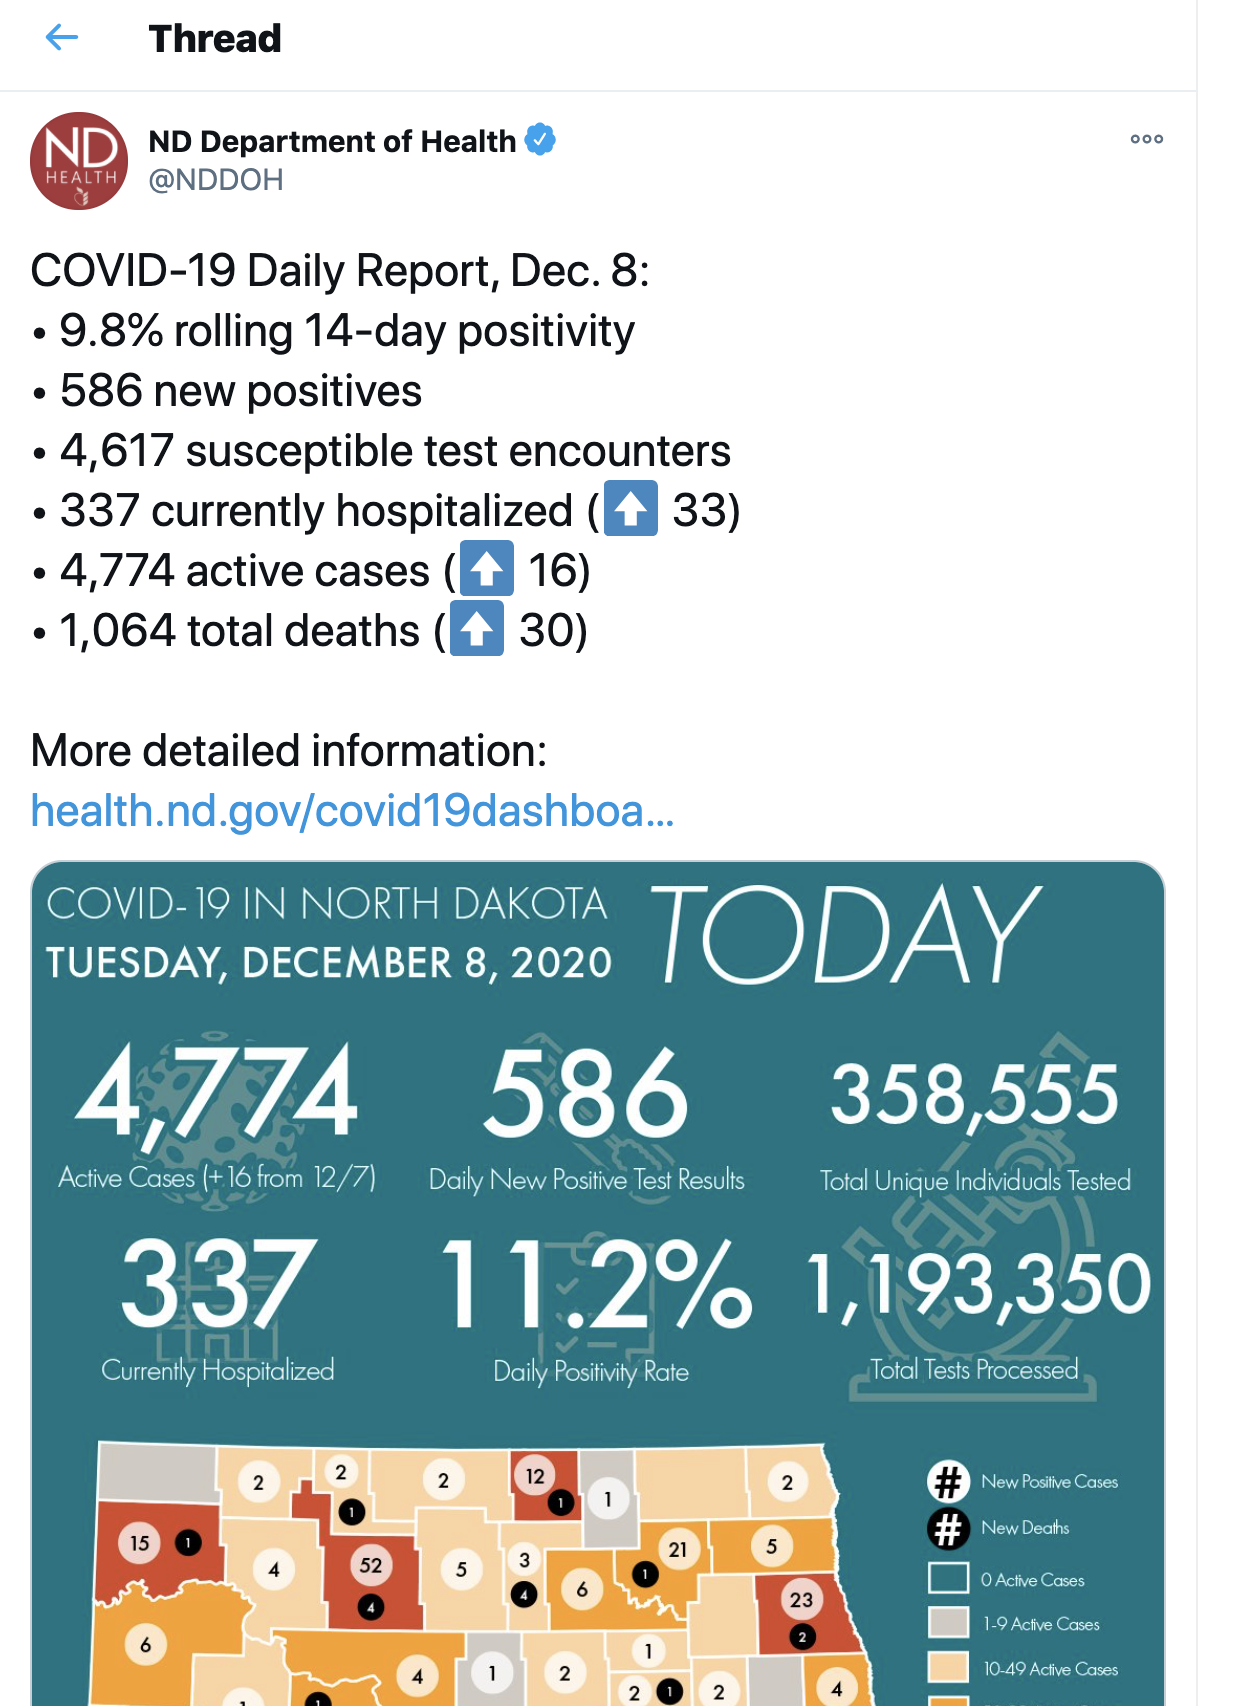 Thread
ND
HEALTH
ND Department of Health
@NDDOH
COVID-19 Daily Report, Dec. 8:
• 9.8% rolling 14-day positivity
• 586 new positives
• 4,617 susceptible test encounters
• 337 currently hospitalized (⬆️ 33)
• 4,774 active cases (⬆️ 16)
• 1,064 total deaths (⬆️ 30)
More detailed information:
health.nd.gov/covid19dashboa...
COVID-19 IN NORTH DAKOTA
TUESDAY, DECEMBER 8, 2020
TODAY
4,774
Active Cases (+16 from 12/7)
586
Daily New Positive Test Results
358,555
Total Unique Individuals Tested
337
Currently Hospitalized
11.2%
Daily Positivity Rate
1,193,350
Total Tests Processed
2 2 1 2 12 1 1 2
15 1 4 52 4 5 3 4 6 1 21 5 23 2
6 4 1 2 1 2 1 2 4
1 1
# New Positive Cases
# New Deaths
0 Active Cases
1-9 Active Cases
10-49 Active Cases